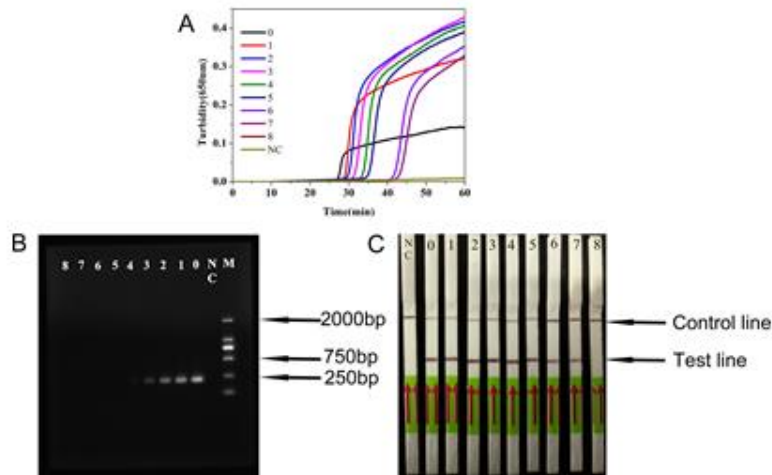 A
Turbidity(650nm)
0.4
0.3
0.2
0.1
0.0
0
1
2
3
4
5
6
7
8
NC
0 10 20 30 40 50 60
Time(min)
B
8 7 6 5 4 3 2 1 0 N C M
2000bp
750bp
250bp
C
N C 0 1 2 3 4 5 6 7 8
Control line
Test line